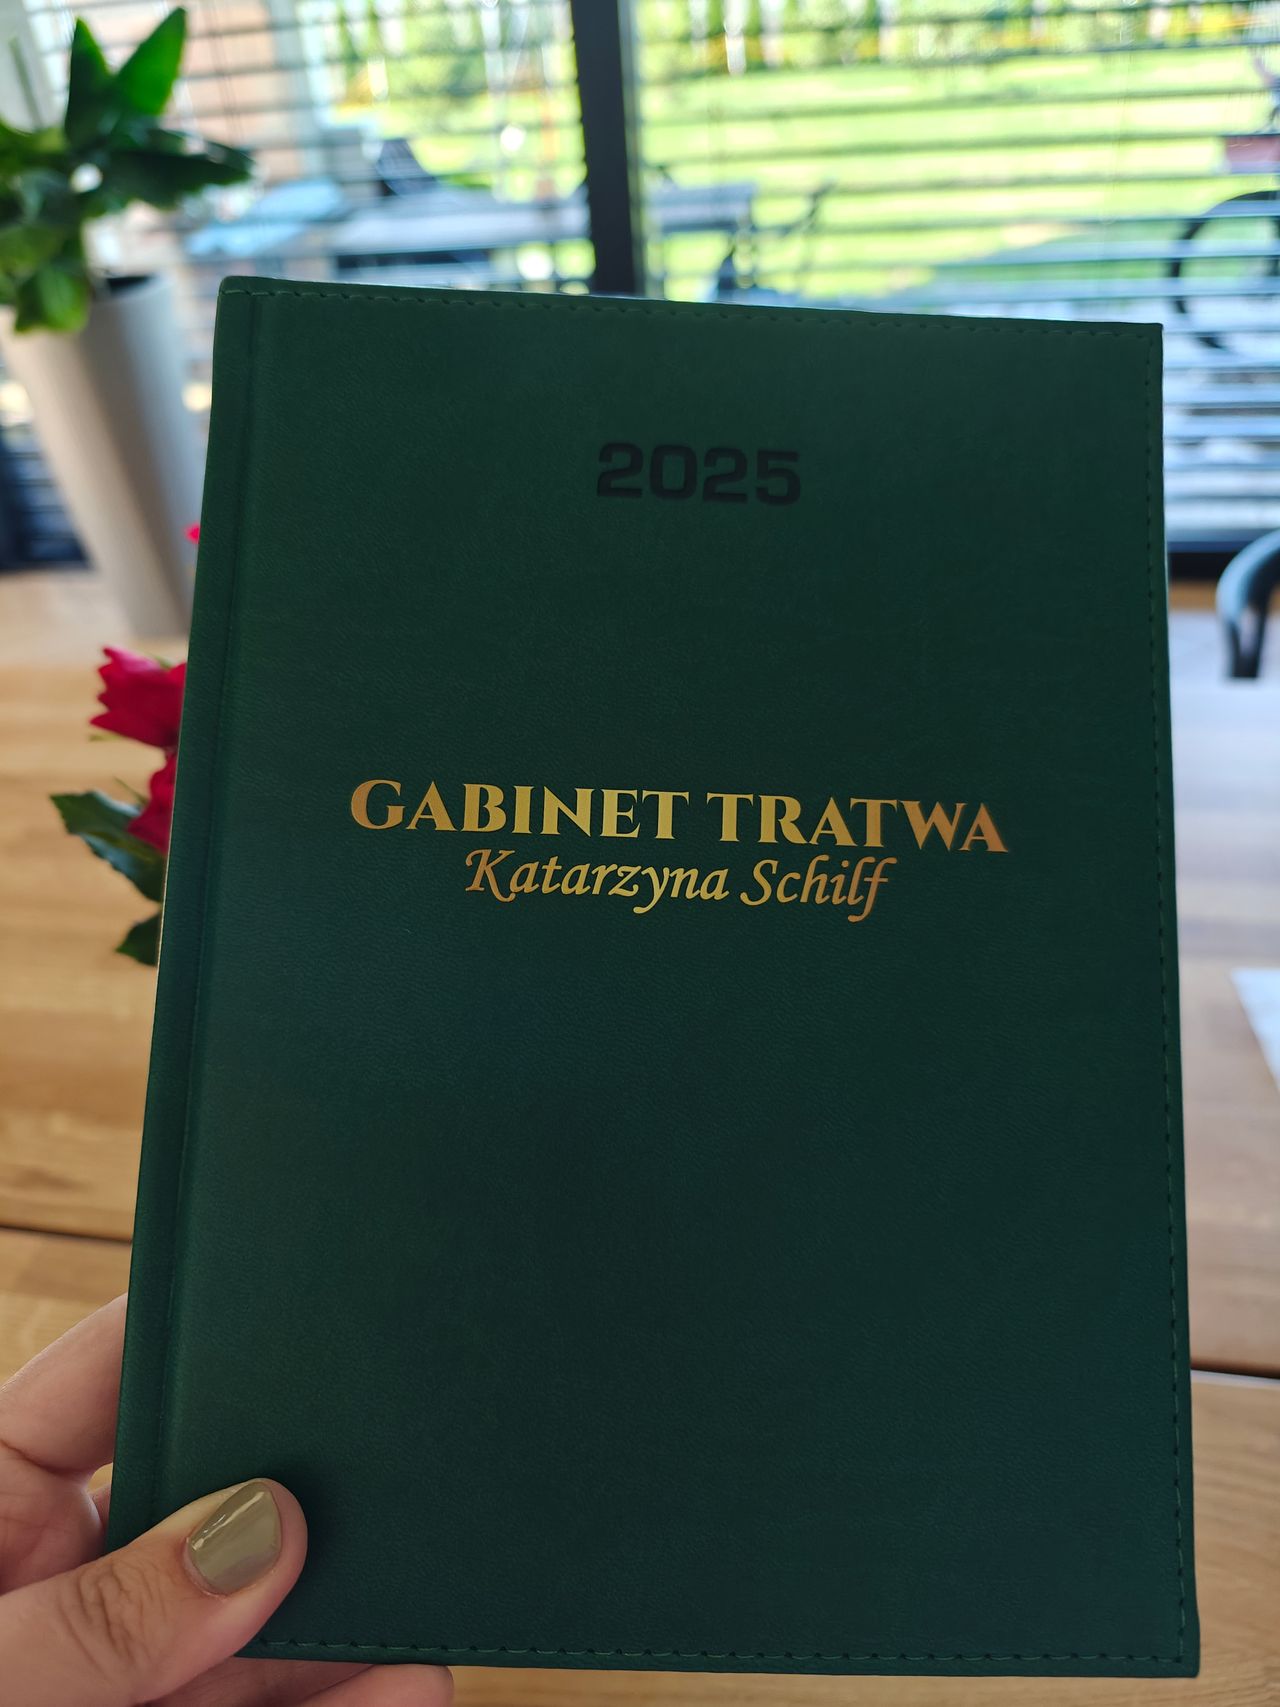 2025
GABINET TRATWA
Katarzyna Schilf